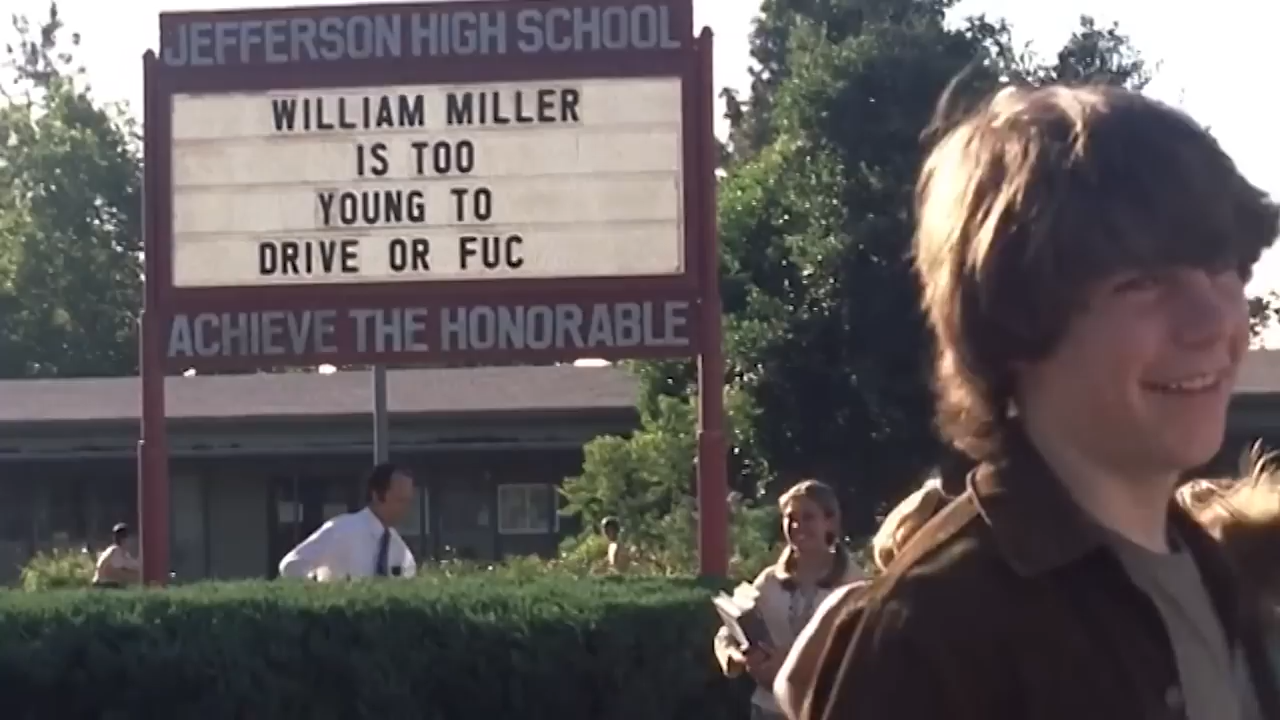 JEFFERSON HIGH SCHOOL
WILLIAM MILLER
IS TOO
YOUNG TO
DRIVE OR FUC
ACHIEVE THE HONORABLE